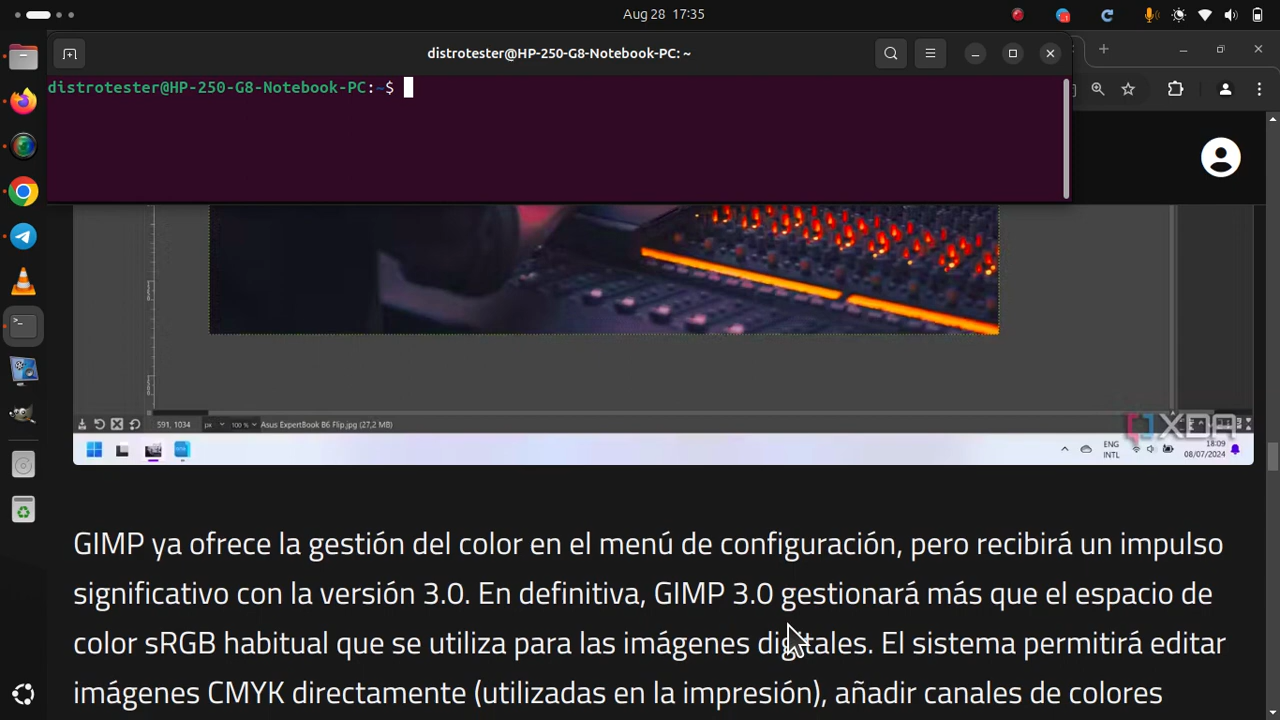 Aug 28 17:35
distrotester@HP-250-G8-Notebook-PC: ~
distrotester@HP-250-G8-Notebook-PC:~$
XDA
591, 1034 px 100 % Asus ExpertBook B6 Flip.jpg (27,2 MB)
ENG
INTL
18:09
08/07/2024
GIMP ya ofrece la gestión del color en el menú de configuración, pero recibirá un impulso
significativo con la versión 3.0. En definitiva, GIMP 3.0 gestionará más que el espacio de
color sRGB habitual que se utiliza para las imágenes digitales. El sistema permitirá editar
imágenes CMYK directamente (utilizadas en la impresión), añadir canales de colores